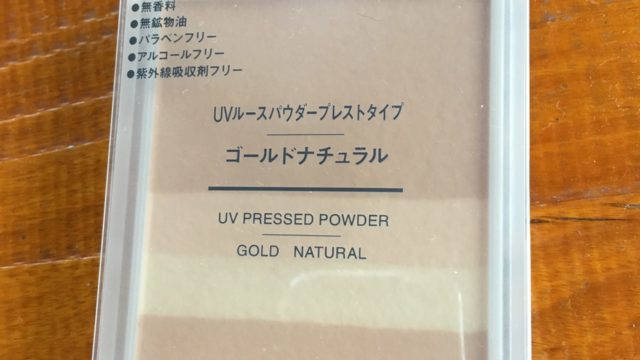 ●無香料
●無鉱物油
●パラベンフリー
●アルコールフリー
●紫外線吸収剤フリー
UVルースパウダープレストタイプ
ゴールドナチュラル
UV PRESSED POWDER
GOLD NATURAL